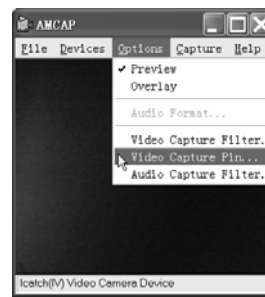 AMCAP
File Devices Options Capture Help
Preview
Overlay
Audio Format...
Video Capture Filter.
Video Capture Pin...
Audio Capture Filter.
Icatch(IV) Video Camera Device